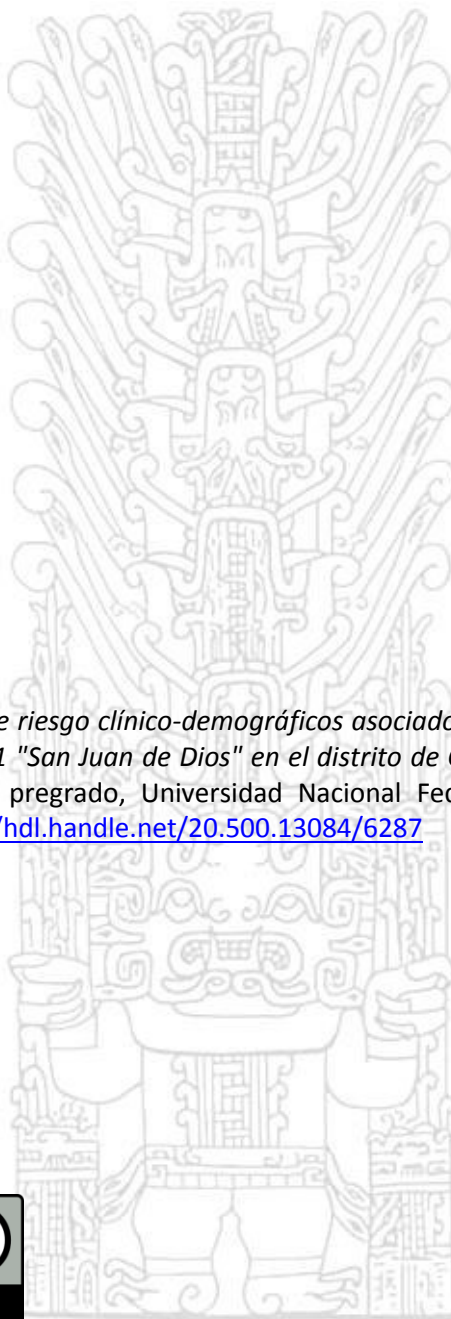 e riesgo clínico-demográficos asociado
1 "San Juan de Dios" en el distrito de
pregrado, Universidad Nacional Fed
/hdl.handle.net/20.500.13084/6287